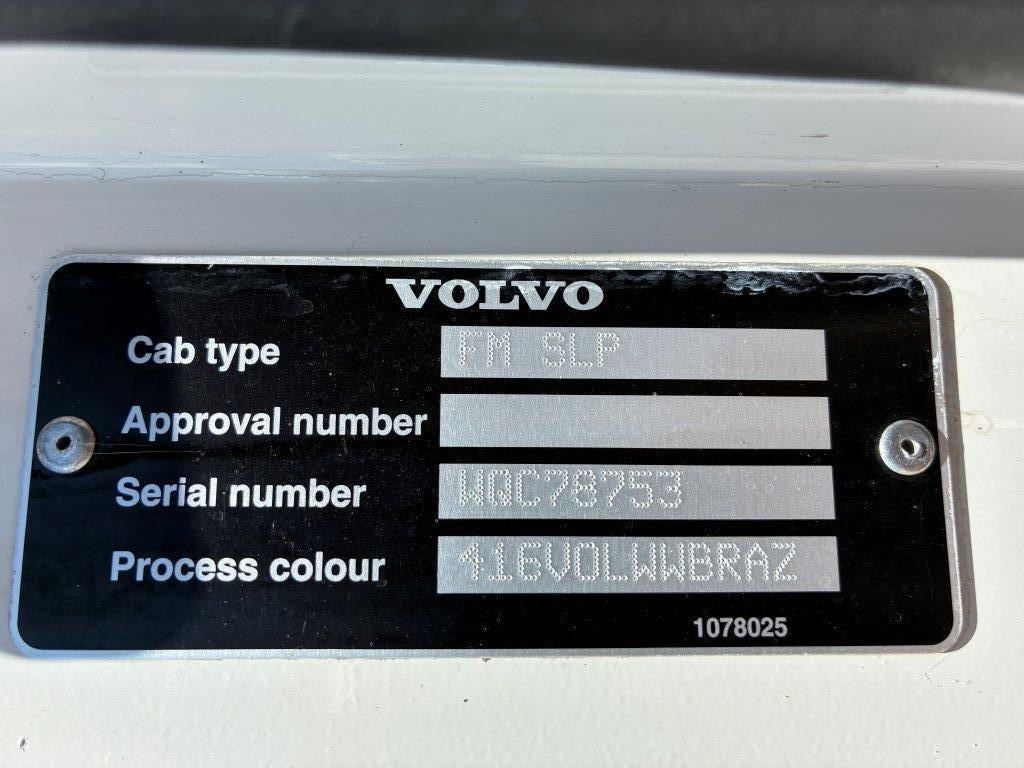 VOLVO
Cab type FM SLP
Approval number
Serial number WQC78753
Process colour 416VOLWWBRAZ
1078025